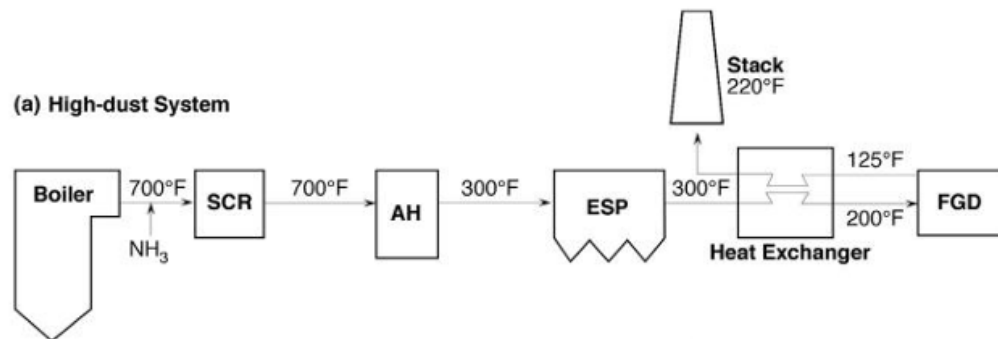 (a) High-dust System
Stack
220°F
Boiler
700°F
NH₃
SCR
700°F
AH
300°F
ESP
300°F
125°F
200°F
Heat Exchanger
FGD